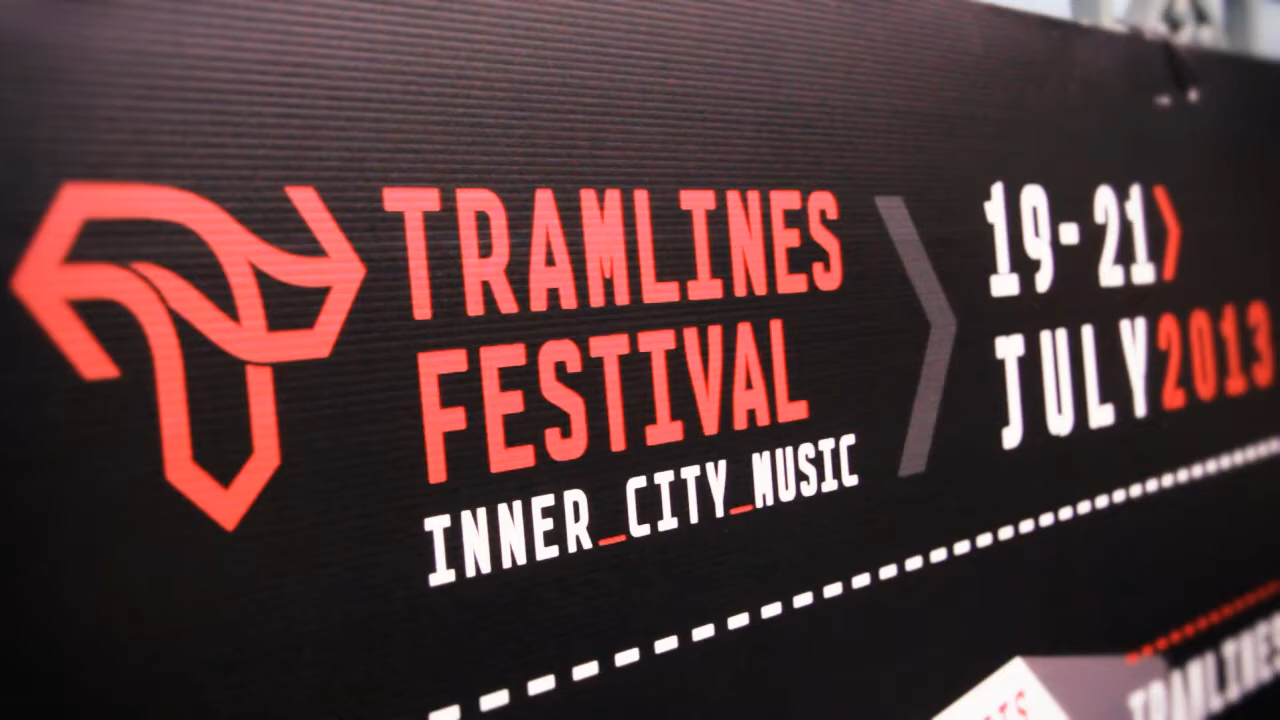 TRAMLINES
FESTIVAL
INNER_CITY_MUSIC
19-21
JULY2013
TRAMLINES